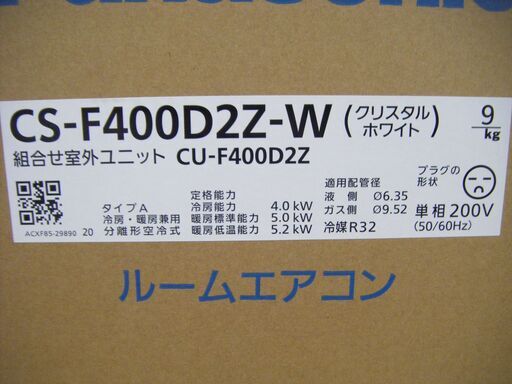 Panasonic
CS-F400D2Z-W (クリスタルホワイト) 9kg
組合せ室外ユニット CU-F400D2Z
タイプA
冷房・暖房兼用
分離形空冷式
定格能力
冷房能力 4.0 kW
暖房標準能力 5.0 kW
暖房低温能力 5.2 kW
適用配管径
液 側 ∅6.35
ガス側 ∅9.52
冷媒R32
プラグの形状
単相200V
(50/60Hz)
ACXF85-29890 20
ルームエアコン